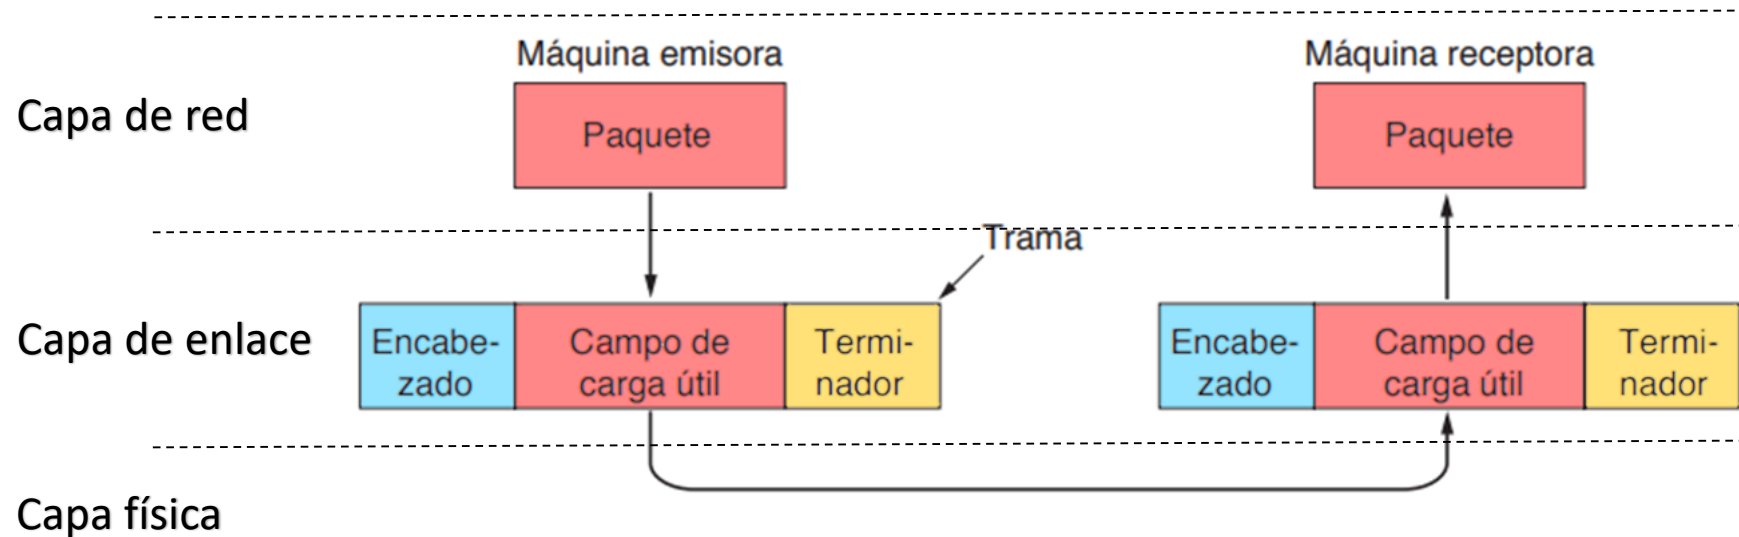 Máquina emisora
Máquina receptora
Capa de red
Paquete
Paquete
Trama
Capa de enlace
Encabe-
zado
Campo de
carga útil
Termi-
nador
Encabe-
zado
Campo de
carga útil
Termi-
nador
Capa física